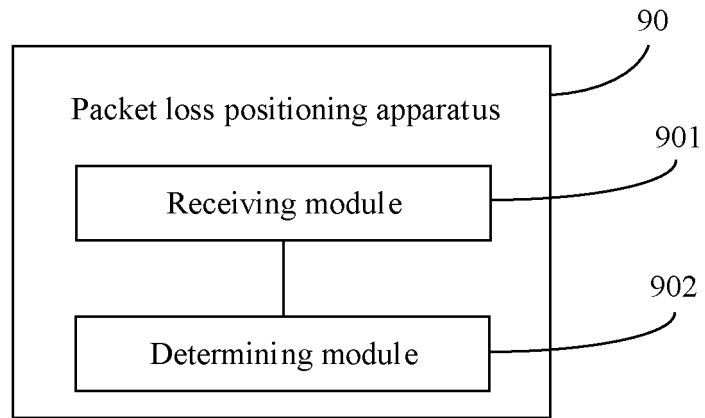 90
Packet loss positioning apparatus
901
Receiving module
902
Determining module